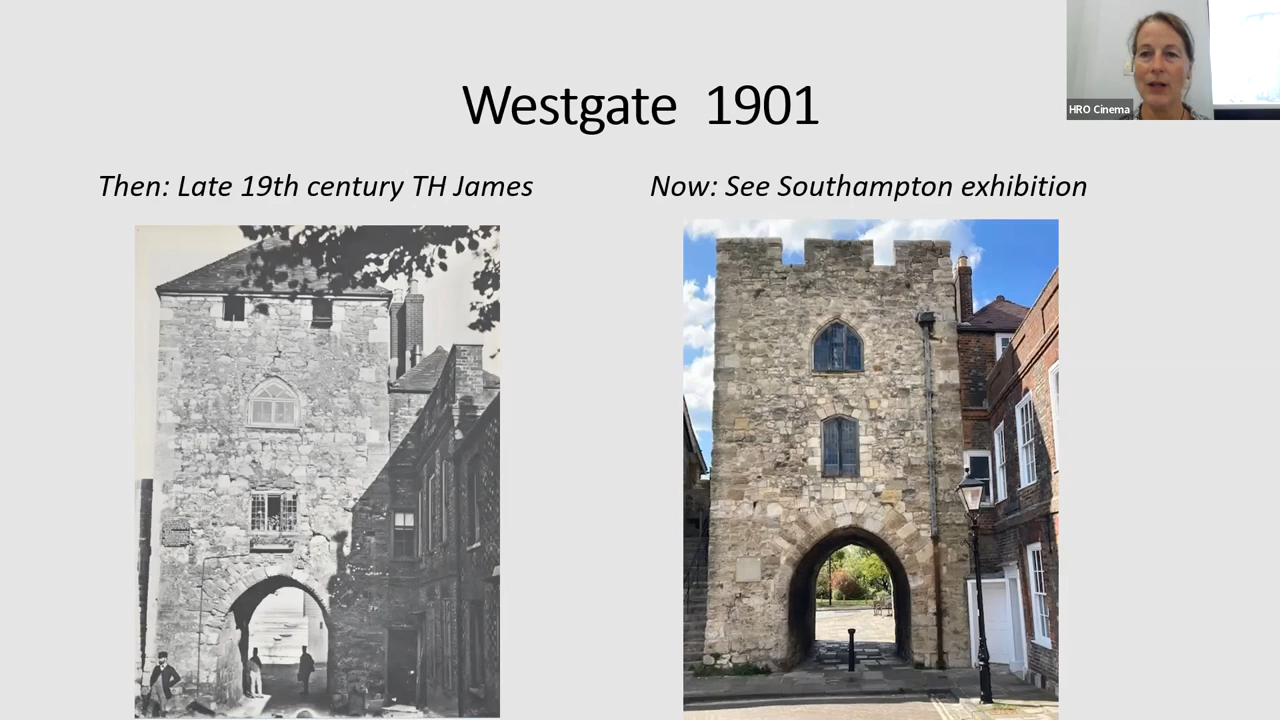 Westgate 1901
HRO Cinema
Then: Late 19th century TH James
Now: See Southampton exhibition